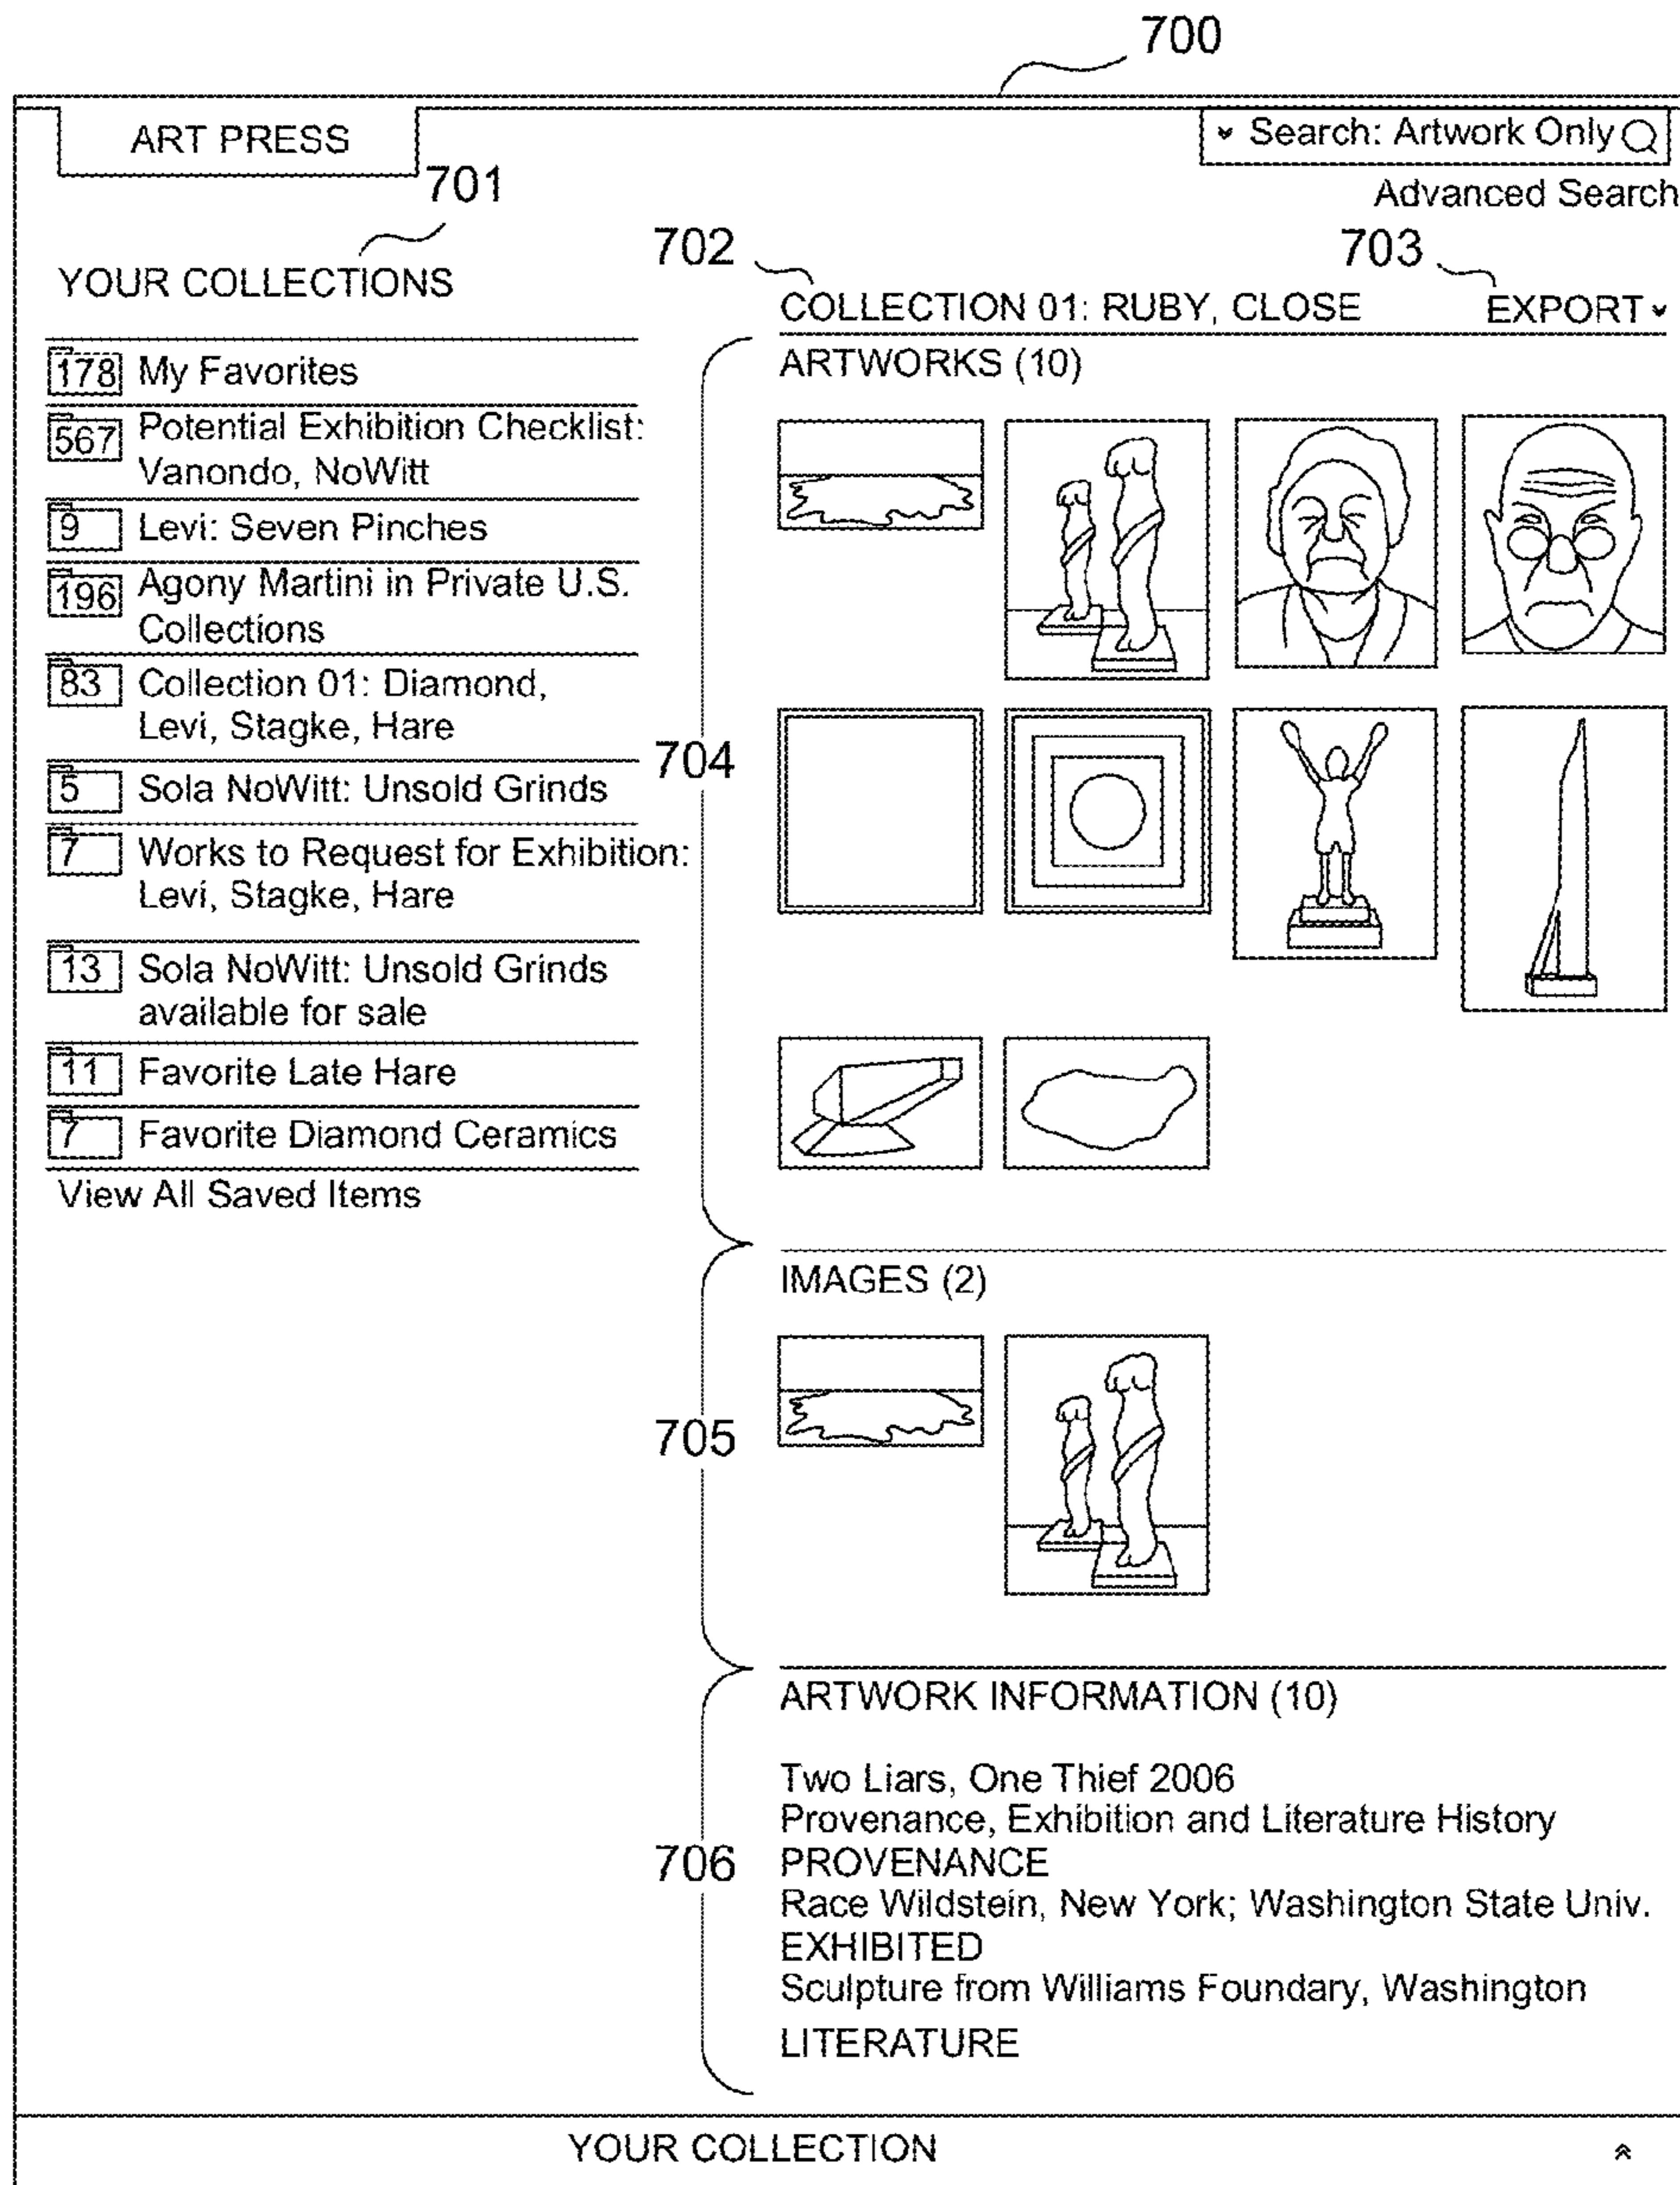 700
ART PRESS
Search: Artwork Only
Advanced Search
701
YOUR COLLECTIONS
178 My Favorites
567 Potential Exhibition Checklist:
Vanondo, NoWitt
9 Levi: Seven Pinches
196 Agony Martini in Private U.S.
Collections
83 Collection 01: Diamond,
Levi, Stagke, Hare
5 Sola NoWitt: Unsold Grinds
7 Works to Request for Exhibition:
Levi, Stagke, Hare
13 Sola NoWitt: Unsold Grinds
available for sale
11 Favorite Late Hare
7 Favorite Diamond Ceramics
View All Saved Items
702
COLLECTION 01: RUBY, CLOSE
703
EXPORT
704
ARTWORKS (10)
705
IMAGES (2)
706
ARTWORK INFORMATION (10)
Two Liars, One Thief 2006
Provenance, Exhibition and Literature History
PROVENANCE
Race Wildstein, New York; Washington State Univ.
EXHIBITED
Sculpture from Williams Foundary, Washington
LITERATURE
YOUR COLLECTION